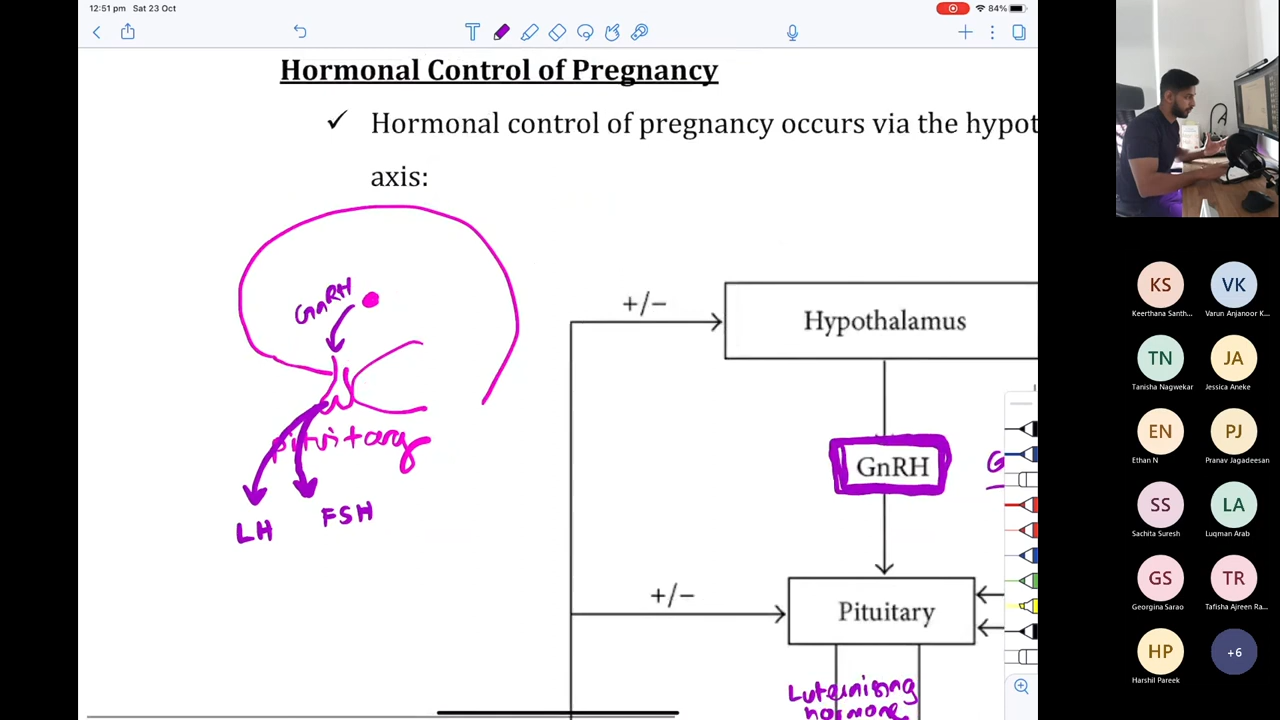 12:51 pm Sat 23 Oct
84%
T
Hormonal Control of Pregnancy
✓ Hormonal control of pregnancy occurs via the hypot
axis:
GnRH
pituitary
LH
FSH
+/−
Hypothalamus
GnRH
G
+/−
Pituitary
Luteinising
hormone
KS
Keerthana Santh...
VK
Varun Anjanoor K...
TN
Tanisha Nagwekar
JA
Jessica Aneke
EN
Ethan N
PJ
Pranav Jagadeesan
SS
Sachita Suresh
LA
Luqman Arab
GS
Georgina Sarao
TR
Tafisha Ajreen Ra...
HP
Harshil Pareek
+6